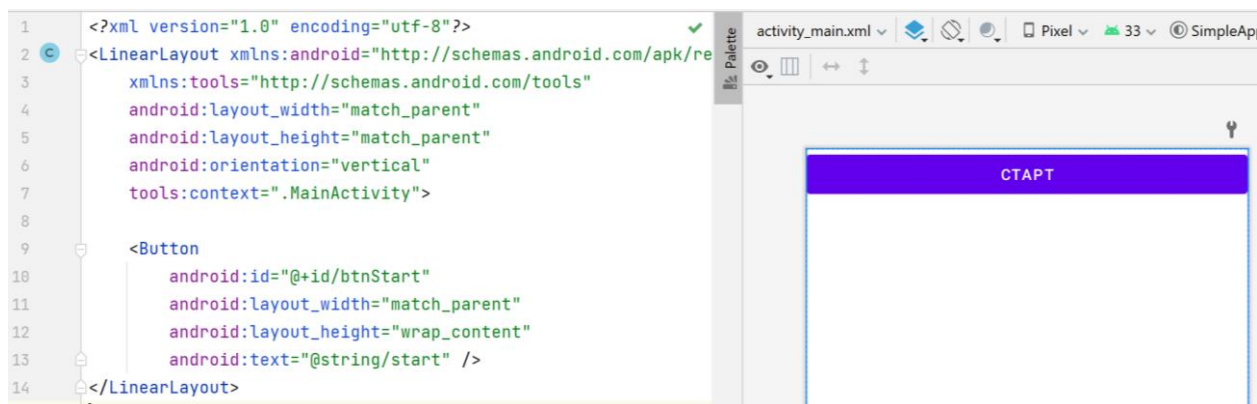 1 <?xml version="1.0" encoding="utf-8"?>
2 C <LinearLayout xmlns:android="http://schemas.android.com/apk/re
3 xmlns:tools="http://schemas.android.com/tools"
4 android:layout_width="match_parent"
5 android:layout_height="match_parent"
6 android:orientation="vertical"
7 tools:context=".MainActivity">
8
9 <Button
10 android:id="@+id/btnStart"
11 android:layout_width="match_parent"
12 android:layout_height="wrap_content"
13 android:text="@string/start" />
14 </LinearLayout>
Palette
activity_main.xml Pixel 33 SimpleApp
СТАРТ